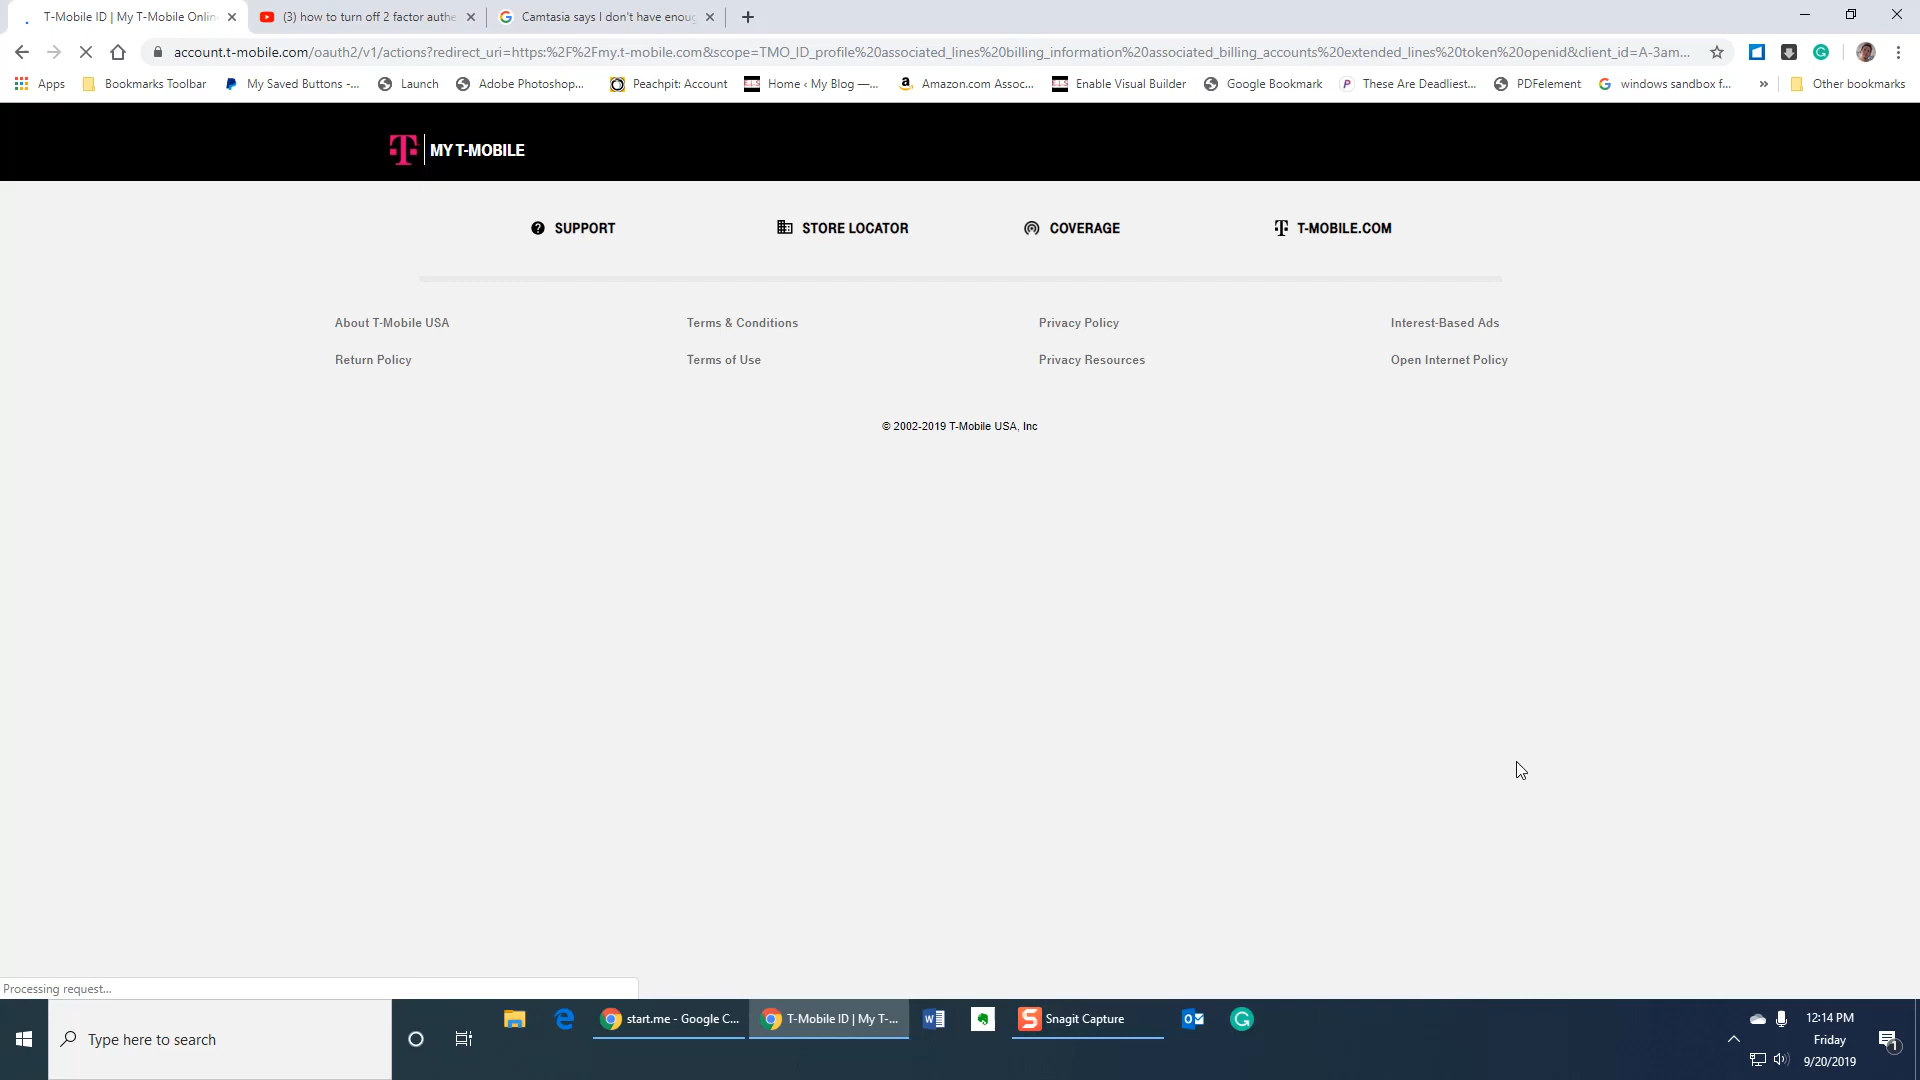 T-Mobile ID | My T-Mobile Onlin
(3) how to turn off 2 factor authe
Camtasia says I don't have enoug
account.t-mobile.com/oauth2/v1/actions?redirect_uri=https:%2F%2Fmy.t-mobile.com&scope=TMO_ID_profile%20associated_lines%20billing_information%20associated_billing_accounts%20extended_lines%20token%20openid&client_id=A-3am...
Apps
Bookmarks Toolbar
My Saved Buttons -...
Launch
Adobe Photoshop...
Peachpit: Account
Home ‹ My Blog —...
Amazon.com Assoc...
Enable Visual Builder
Google Bookmark
These Are Deadliest...
PDFelement
windows sandbox f...
»
Other bookmarks
T MY T-MOBILE
SUPPORT
STORE LOCATOR
COVERAGE
T-MOBILE.COM
About T-Mobile USA
Terms & Conditions
Privacy Policy
Interest-Based Ads
Return Policy
Terms of Use
Privacy Resources
Open Internet Policy
© 2002-2019 T-Mobile USA, Inc
Processing request...
Type here to search
start.me - Google C...
T-Mobile ID | My T-...
Snagit Capture
12:14 PM
Friday
9/20/2019
1